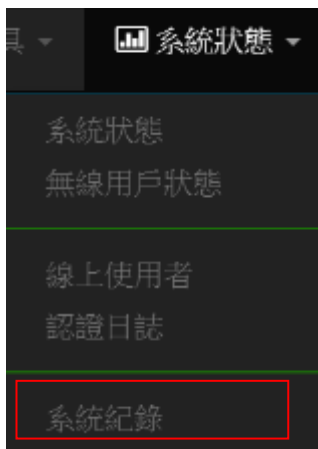 具 系統狀態
系統狀態
無線用戶狀態
線上使用者
認證日誌
系統紀錄